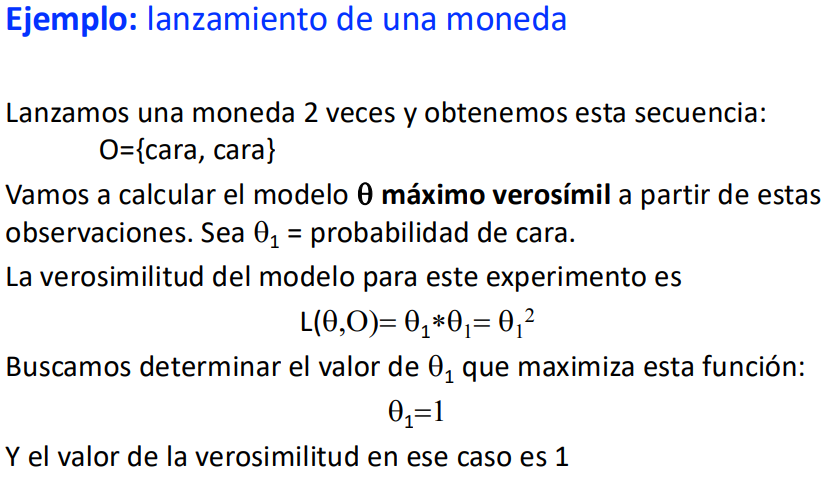 Ejemplo: lanzamiento de una moneda
Lanzamos una moneda 2 veces y obtenemos esta secuencia:
O={cara, cara}
Vamos a calcular el modelo θ máximo verosímil a partir de estas
observaciones. Sea θ₁ = probabilidad de cara.
La verosimilitud del modelo para este experimento es
L(θ,O)= θ₁*θ₁= θ₁²
Buscamos determinar el valor de θ₁ que maximiza esta función:
θ₁=1
Y el valor de la verosimilitud en ese caso es 1